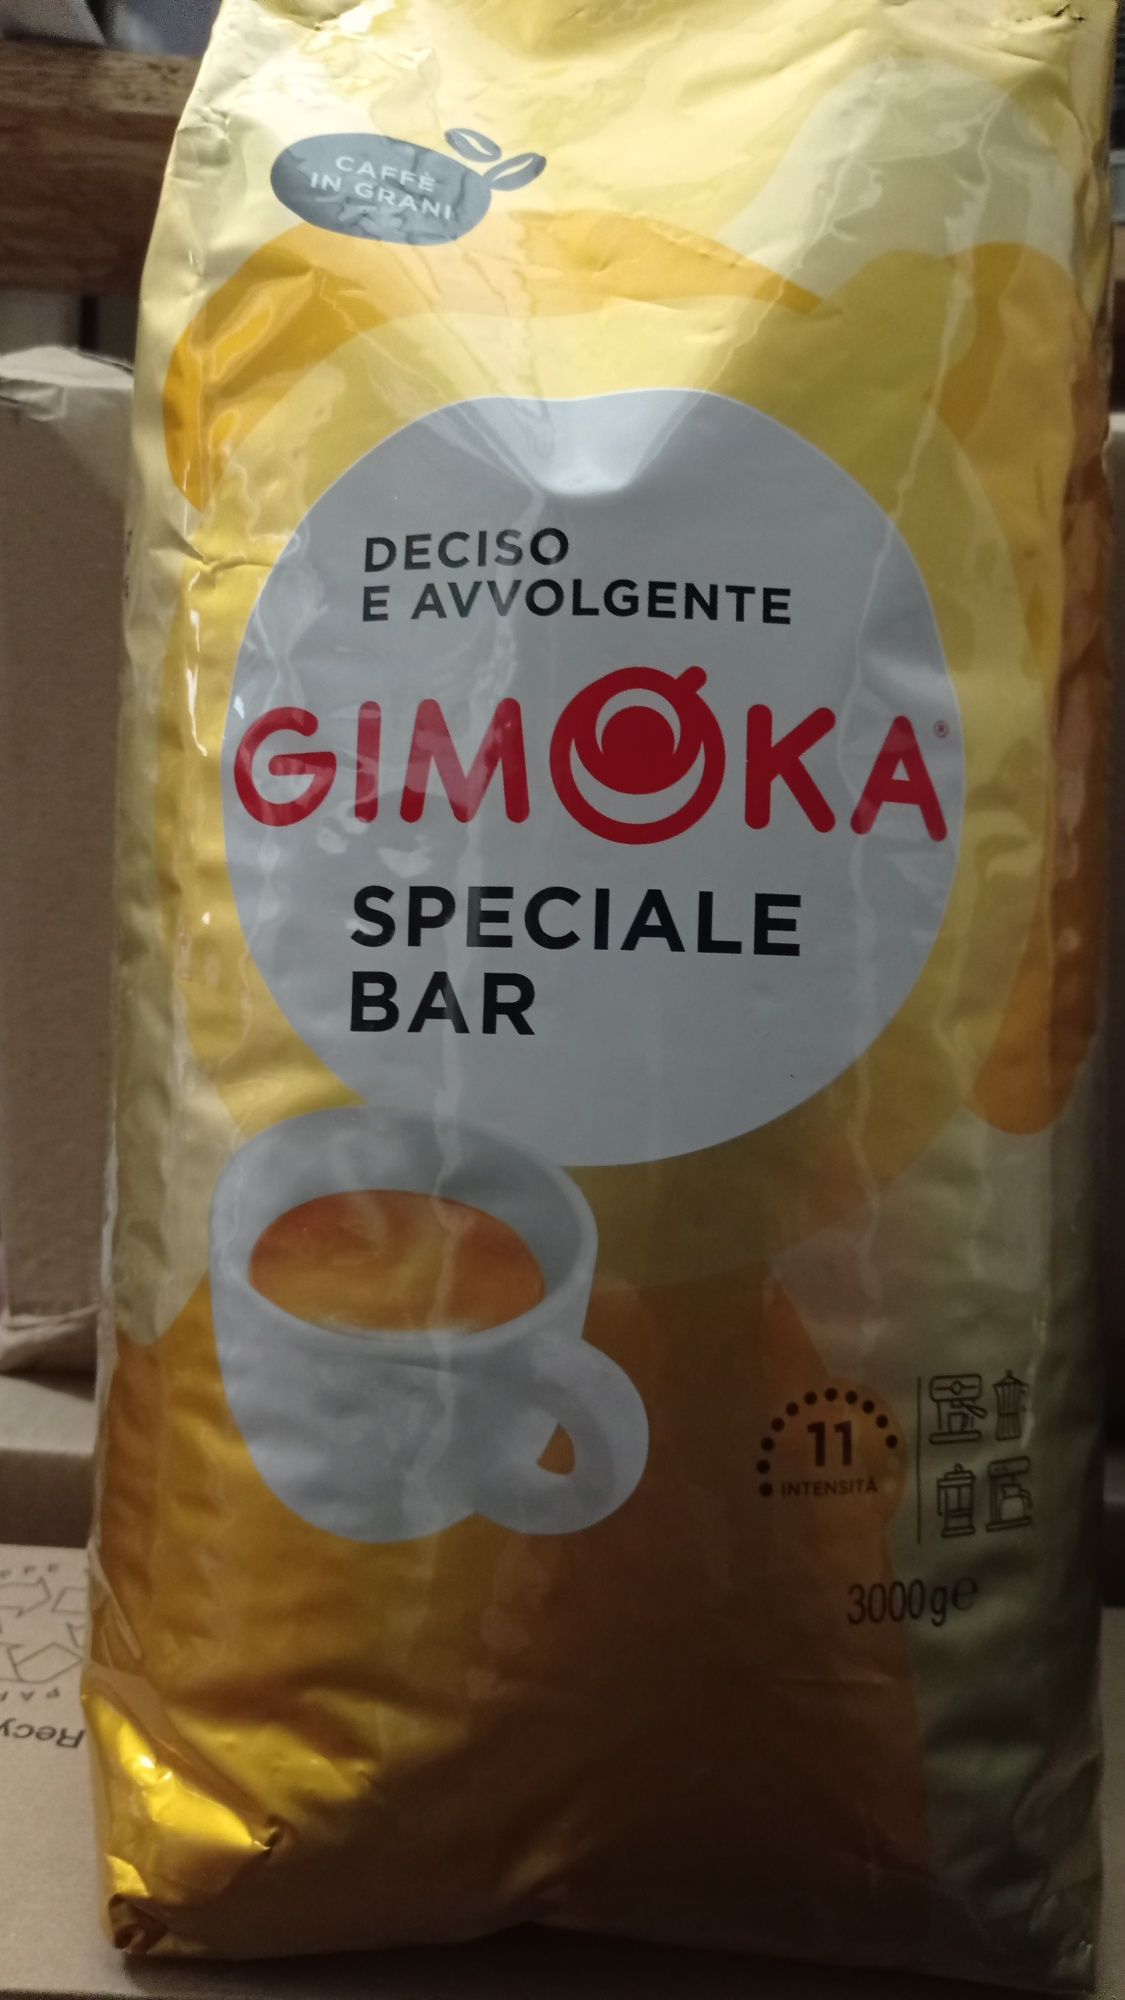 CAFFÈ
IN GRANI
DECISO
E AVVOLGENTE
GIMOKA®
SPECIALE
BAR
11
INTENSITÀ
3000g℮